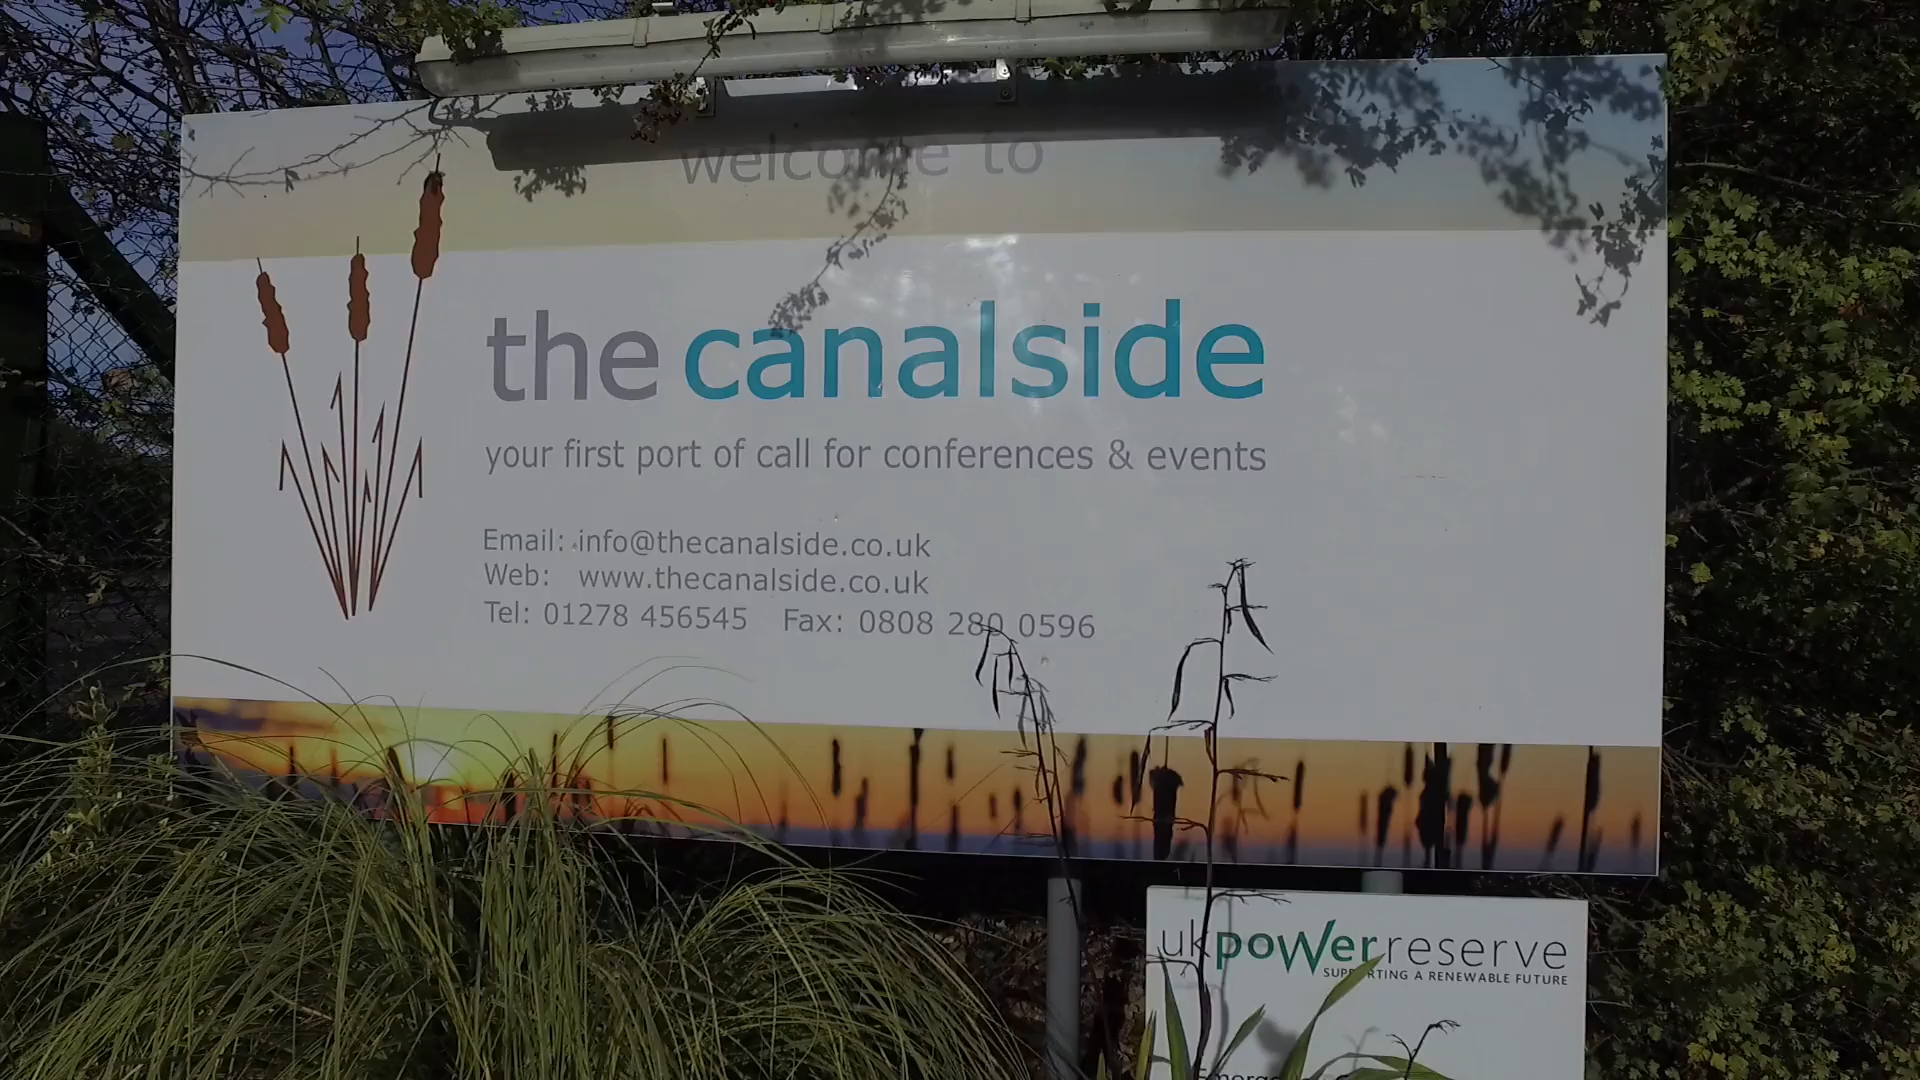 welcome to
the canalside
your first port of call for conferences & events
Email: info@thecanalside.co.uk
Web: www.thecanalside.co.uk
Tel: 01278 456545 Fax: 0808 280 0596
ukpowerreserve
SUPPORTING A RENEWABLE FUTURE